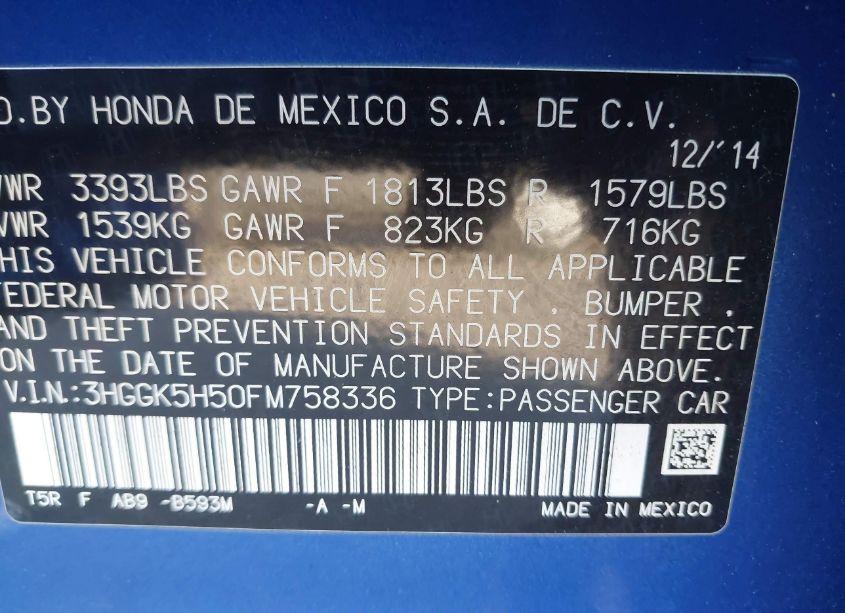 D.BY HONDA DE MEXICO S.A. DE C.V.
12/'14
VWR 3393LBS GAWR F 1813LBS R 1579LBS
VWR 1539KG GAWR F 823KG R 716KG
HIS VEHICLE CONFORMS TO ALL APPLICABLE
FEDERAL MOTOR VEHICLE SAFETY , BUMPER ,
AND THEFT PREVENTION STANDARDS IN EFFECT
ON THE DATE OF MANUFACTURE SHOWN ABOVE.
V.I.N.:3HGGK5H50FM758336 TYPE:PASSENGER CAR
T5R F AB9 -B593M -A -M MADE IN MEXICO